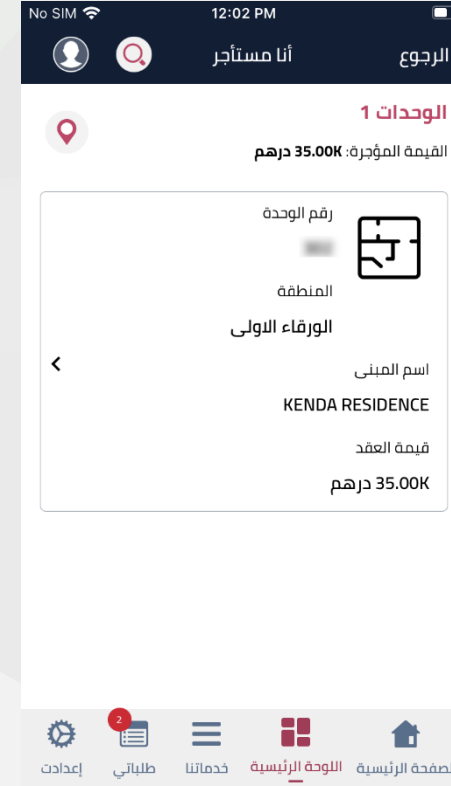 No SIM 12:02 PM
الرجوع أنا مستأجر
الوحدات 1
القيمة المؤجرة: 35.00K درهم
رقم الوحدة
المنطقة
الورقاء الاولى
اسم المبنى
KENDA RESIDENCE
قيمة العقد
35.00K درهم
2
الصفحة الرئيسية اللوحة الرئيسية خدماتنا طلباتي إعدادت